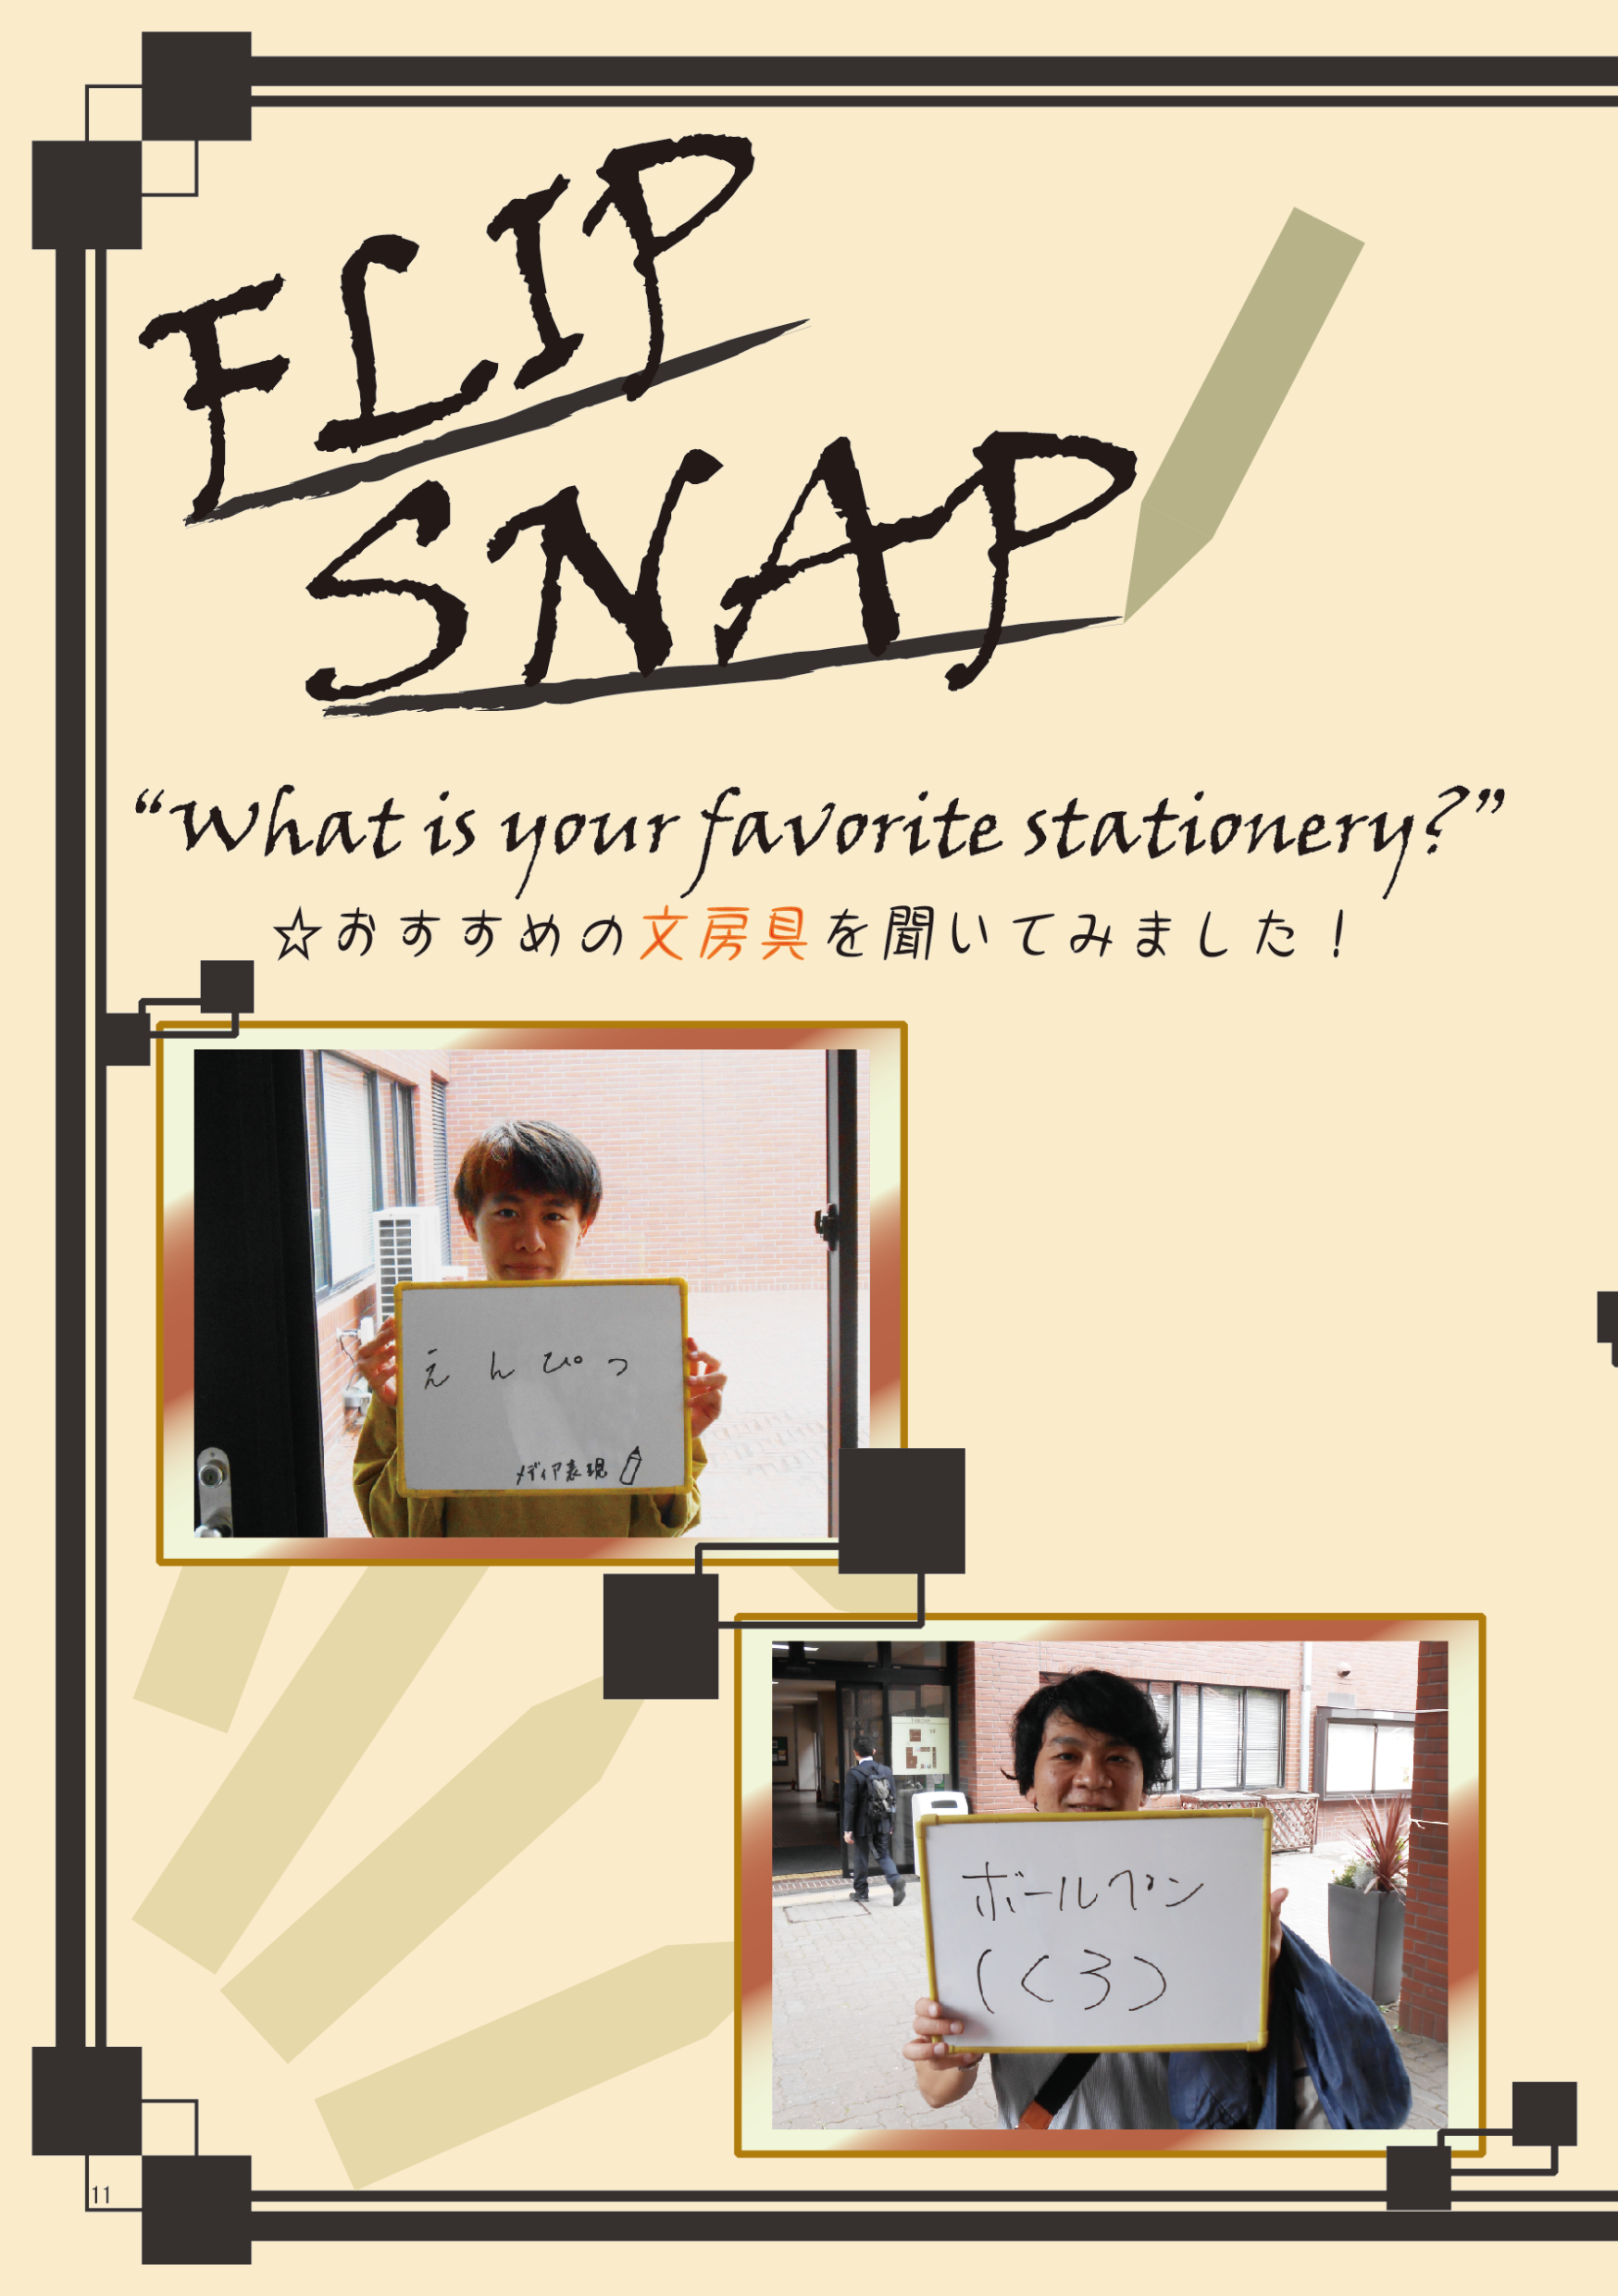 FLIP
SNAP
“What is your favorite stationery?”
☆おすすめの文房具を聞いてみました！
えんぴつ
メディア表現
ボールペン
（くろ）
11